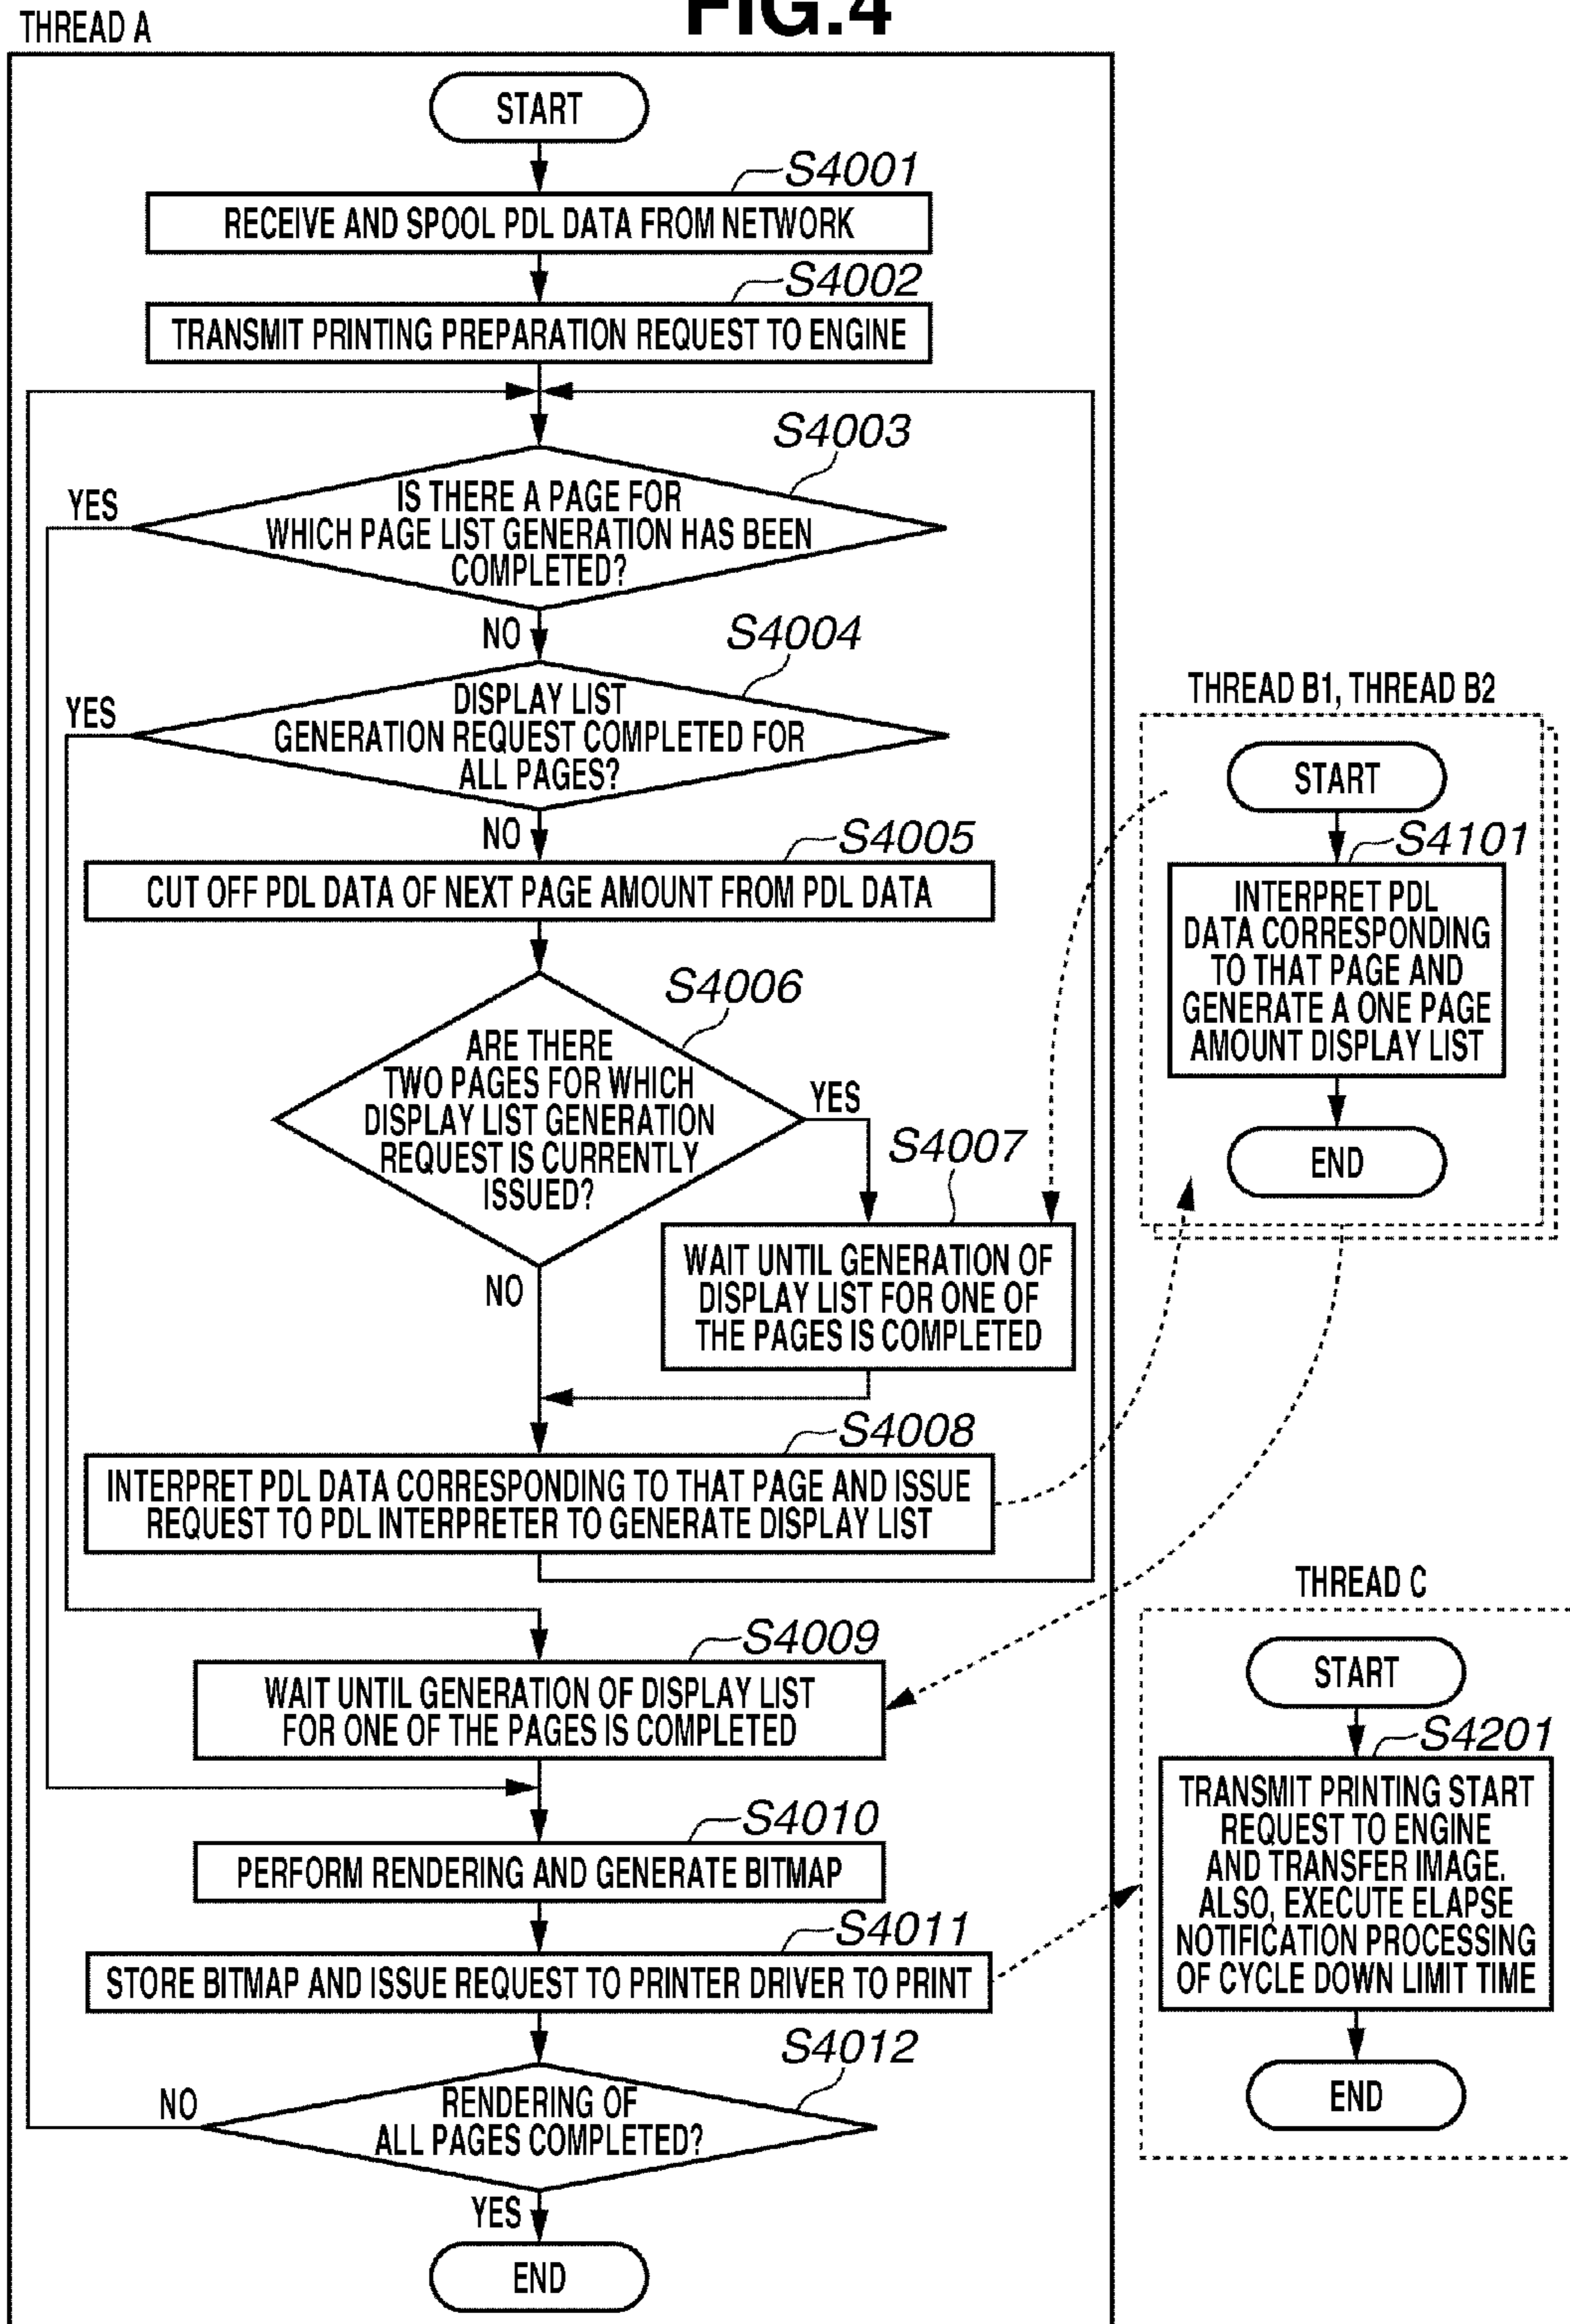 FIG.4
THREAD A
START
S4001
RECEIVE AND SPOOL PDL DATA FROM NETWORK
S4002
TRANSMIT PRINTING PREPARATION REQUEST TO ENGINE
S4003
IS THERE A PAGE FOR
WHICH PAGE LIST GENERATION HAS BEEN
COMPLETED?
YES
NO
S4004
DISPLAY LIST
GENERATION REQUEST COMPLETED FOR
ALL PAGES?
YES
NO
S4005
CUT OFF PDL DATA OF NEXT PAGE AMOUNT FROM PDL DATA
S4006
ARE THERE
TWO PAGES FOR WHICH
DISPLAY LIST GENERATION
REQUEST IS CURRENTLY
ISSUED?
YES
NO
S4007
WAIT UNTIL GENERATION OF
DISPLAY LIST FOR ONE OF
THE PAGES IS COMPLETED
S4008
INTERPRET PDL DATA CORRESPONDING TO THAT PAGE AND ISSUE
REQUEST TO PDL INTERPRETER TO GENERATE DISPLAY LIST
S4009
WAIT UNTIL GENERATION OF DISPLAY LIST
FOR ONE OF THE PAGES IS COMPLETED
S4010
PERFORM RENDERING AND GENERATE BITMAP
S4011
STORE BITMAP AND ISSUE REQUEST TO PRINTER DRIVER TO PRINT
S4012
RENDERING OF
ALL PAGES COMPLETED?
NO
YES
END
THREAD B1, THREAD B2
START
S4101
INTERPRET PDL
DATA CORRESPONDING
TO THAT PAGE AND
GENERATE A ONE PAGE
AMOUNT DISPLAY LIST
END
THREAD C
START
S4201
TRANSMIT PRINTING START
REQUEST TO ENGINE
AND TRANSFER IMAGE.
ALSO, EXECUTE ELAPSE
NOTIFICATION PROCESSING
OF CYCLE DOWN LIMIT TIME
END